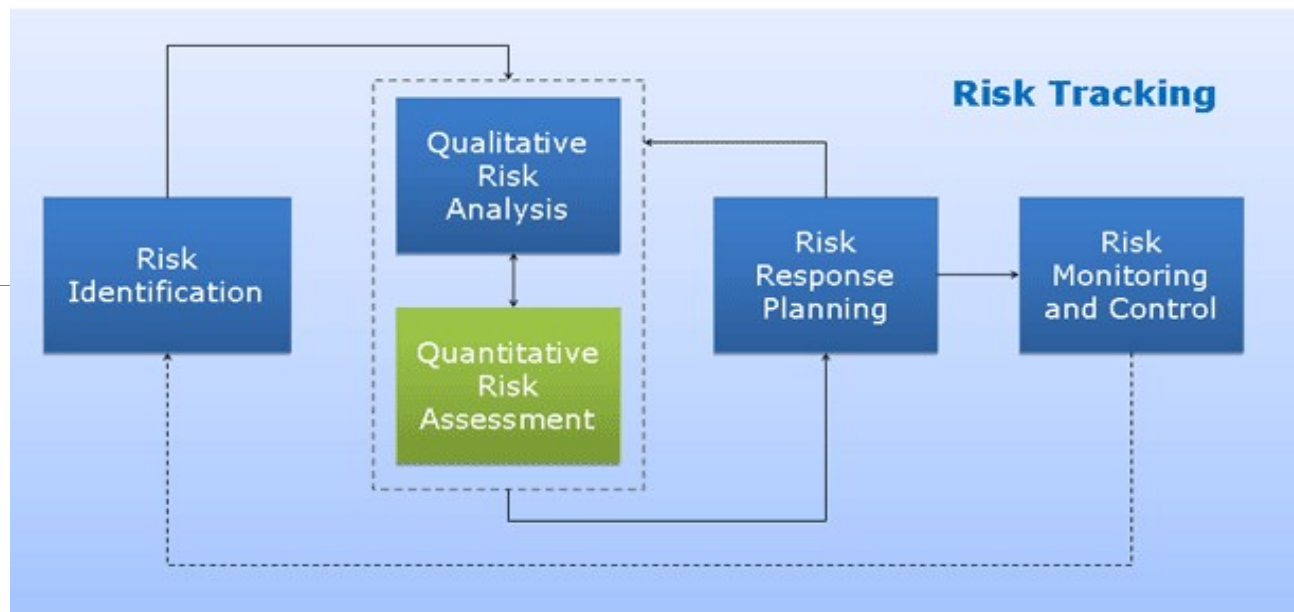 Risk Tracking
Qualitative
Risk
Analysis
Risk
Identification
Quantitative
Risk
Assessment
Risk
Response
Planning
Risk
Monitoring
and Control